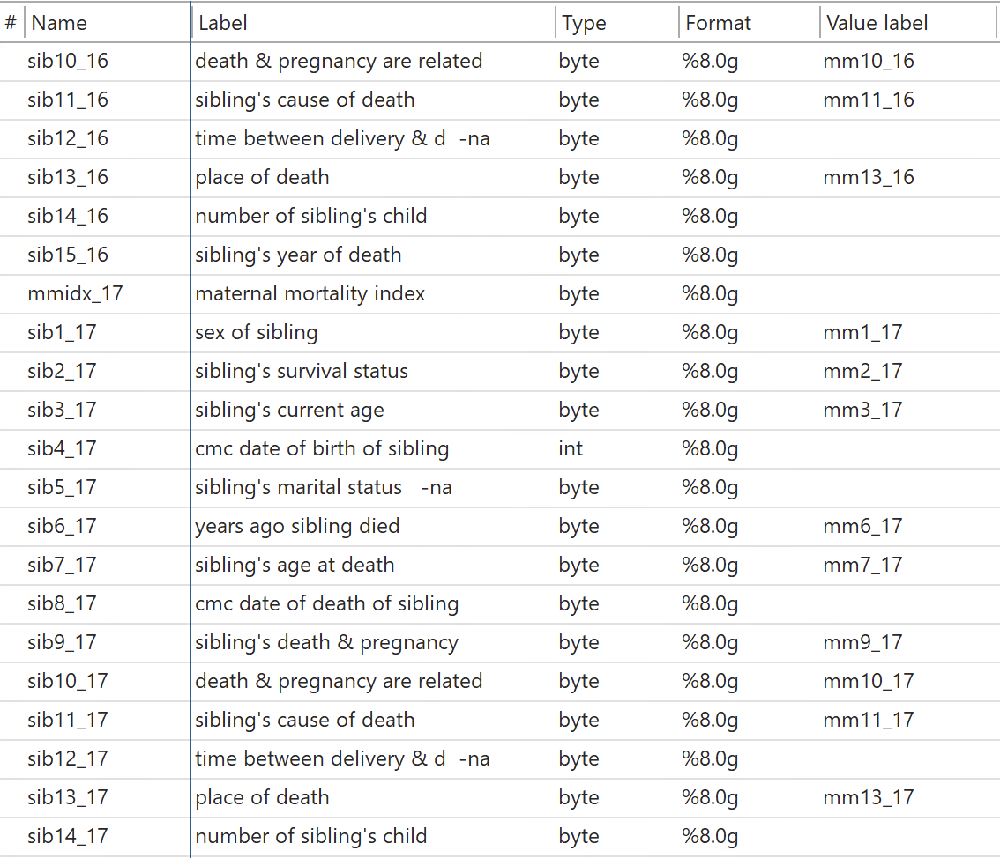 # Name Label Type Format Value label
sib10_16 death & pregnancy are related byte %8.0g mm10_16
sib11_16 sibling's cause of death byte %8.0g mm11_16
sib12_16 time between delivery & d  -na byte %8.0g
sib13_16 place of death byte %8.0g mm13_16
sib14_16 number of sibling's child byte %8.0g
sib15_16 sibling's year of death byte %8.0g
mmidx_17 maternal mortality index byte %8.0g
sib1_17 sex of sibling byte %8.0g mm1_17
sib2_17 sibling's survival status byte %8.0g mm2_17
sib3_17 sibling's current age byte %8.0g mm3_17
sib4_17 cmc date of birth of sibling int %8.0g
sib5_17 sibling's marital status   -na byte %8.0g
sib6_17 years ago sibling died byte %8.0g mm6_17
sib7_17 sibling's age at death byte %8.0g mm7_17
sib8_17 cmc date of death of sibling byte %8.0g
sib9_17 sibling's death & pregnancy byte %8.0g mm9_17
sib10_17 death & pregnancy are related byte %8.0g mm10_17
sib11_17 sibling's cause of death byte %8.0g mm11_17
sib12_17 time between delivery & d  -na byte %8.0g
sib13_17 place of death byte %8.0g mm13_17
sib14_17 number of sibling's child byte %8.0g